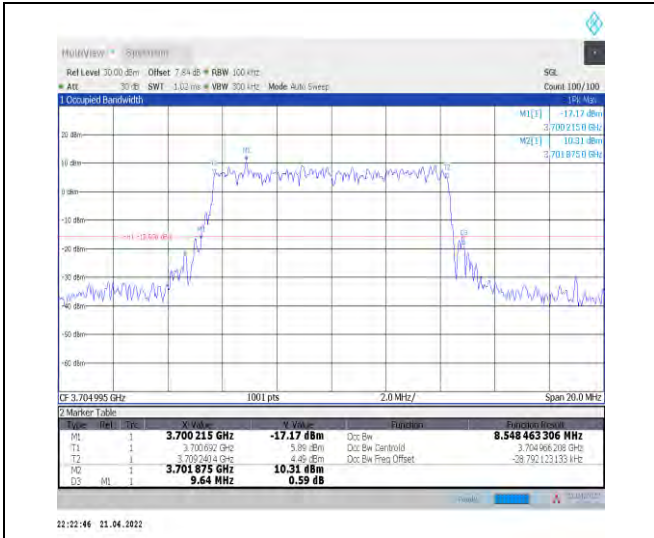 MultiView Spectrum
Ref Level 30.00 dBm Offset 7.84 dB RBW 100 kHz SGL
Att 30 dB SWT 1.02 ms VBW 300 kHz Mode Auto Sweep Count 100/100
1 Occupied Bandwidth 1Pk Max
M1[1] -17.17 dBm
3.700 215 0 GHz
M2[1] 10.31 dBm
3.701 875 0 GHz
20 dBm
M2
10 dBm
T1 T2
0 dBm
-10 dBm
-20 dBm
-30 dBm
-40 dBm
-50 dBm
-60 dBm
CF 3.704 995 GHz 1001 pts 2.0 MHz/ Span 20.0 MHz
2 Marker Table
Type Ref Trc X-Value Y-Value Function Function Result
M1 1 3.700 215 GHz -17.17 dBm Occ Bw 8.548 463 306 MHz
T1 1 3.700 692 GHz 5.89 dBm Occ Bw Centroid 3.704 966 208 GHz
T2 1 3.709 240 4 GHz 4.49 dBm Occ Bw Freq Offset -28.792 123 133 kHz
M2 1 3.701 875 GHz 10.31 dBm
D3 M1 1 9.64 MHz 0.59 dB
22:22:46 21.04.2022